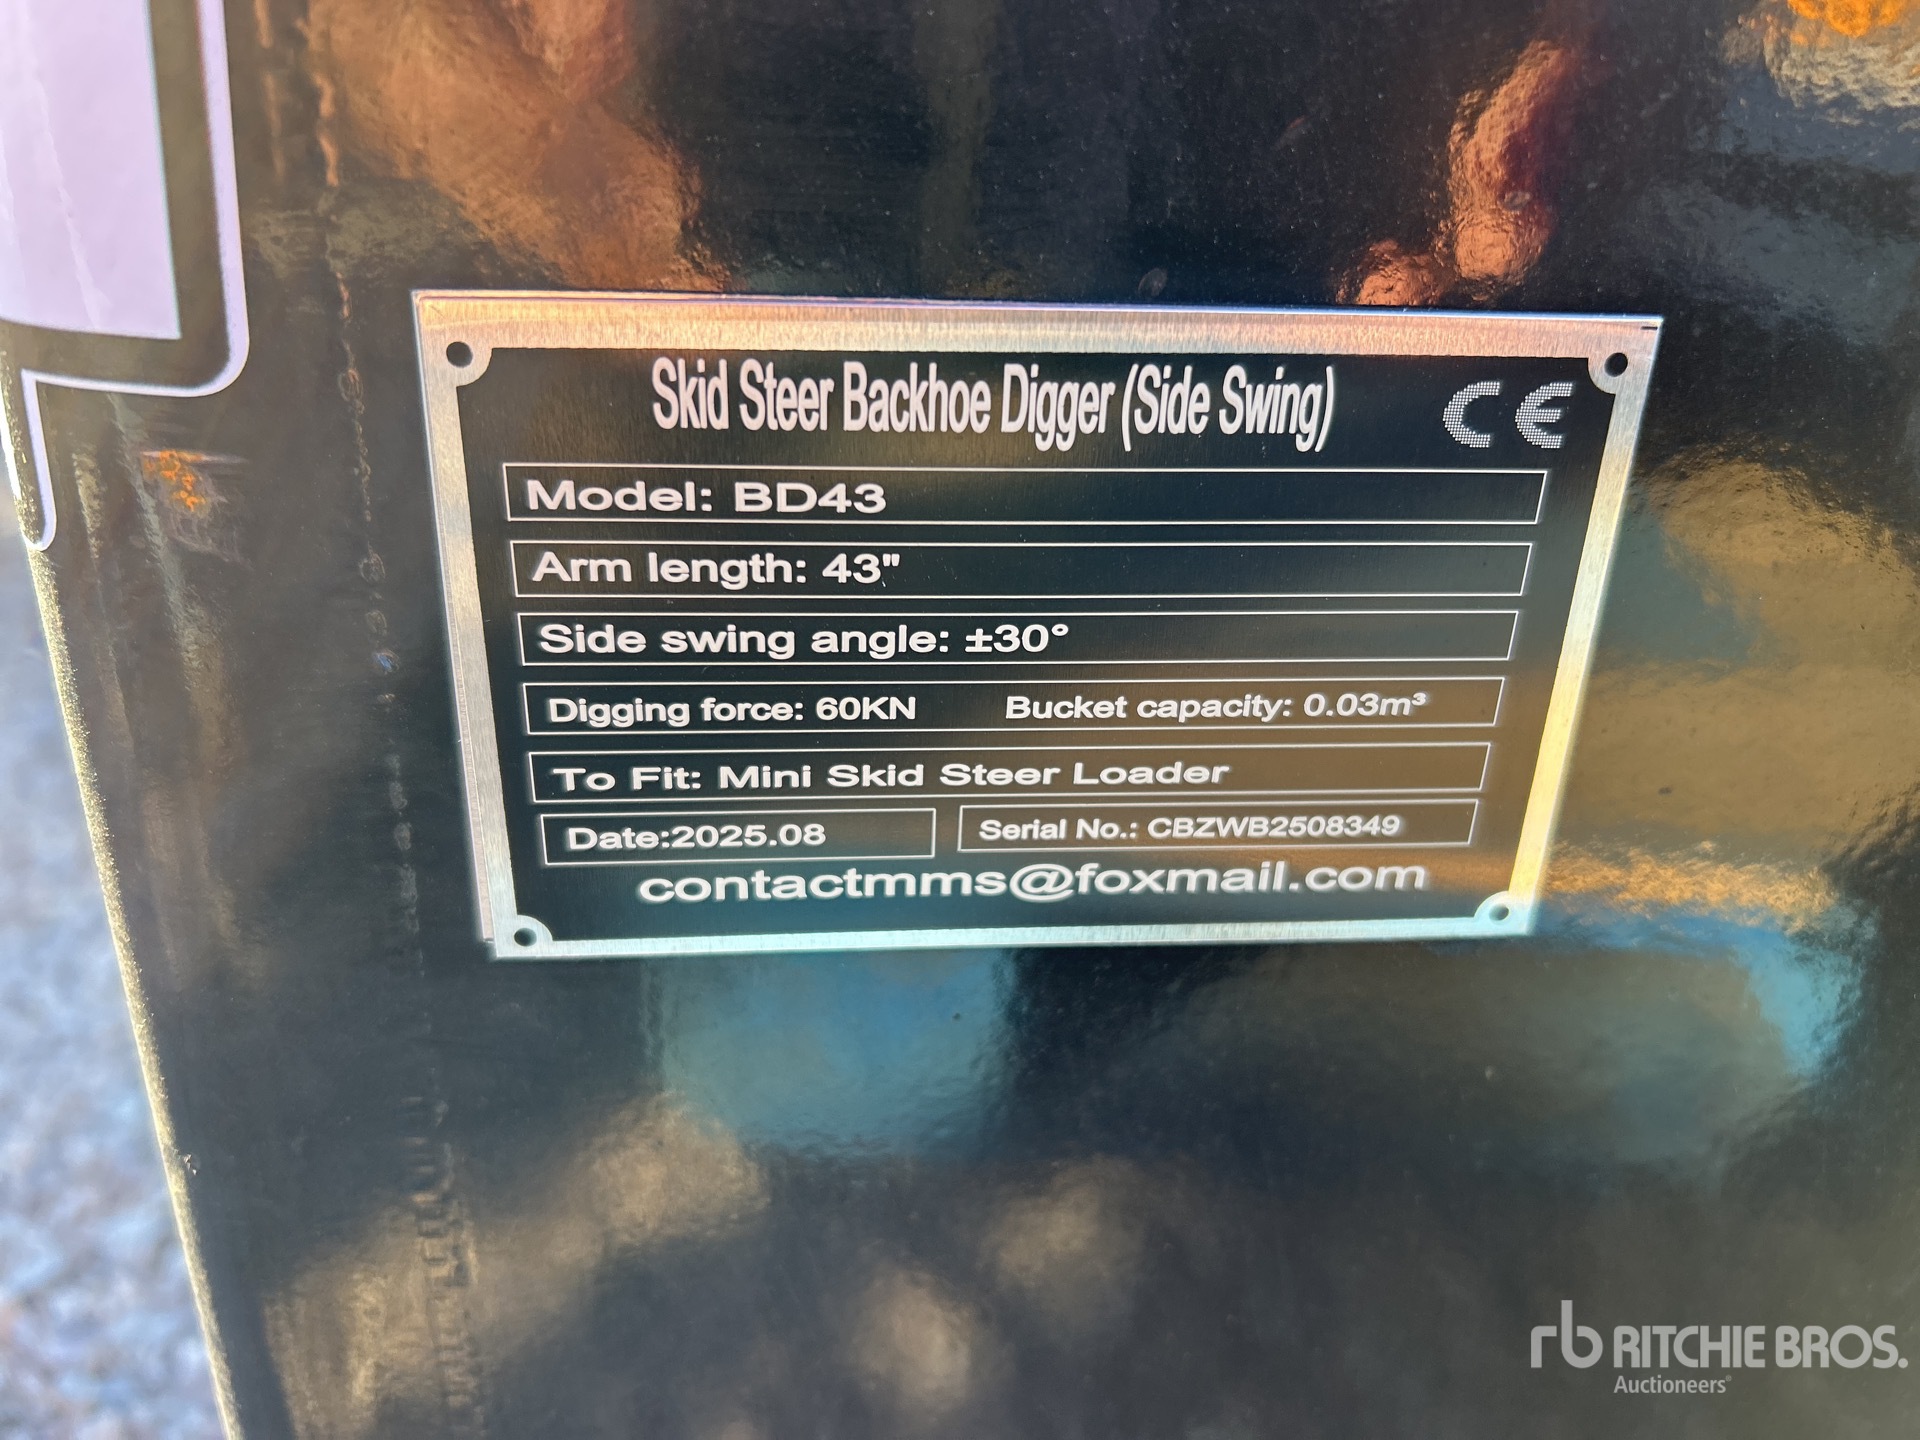 Skid Steer Backhoe Digger (Side Swing) CE
Model: BD43
Arm length: 43"
Side swing angle: ±30°
Digging force: 60KN Bucket capacity: 0.03m³
To Fit: Mini Skid Steer Loader
Date:2025.08 Serial No.: CBZWB2508349
contactmms@foxmail.com
rb RITCHIE BROS.
Auctioneers®